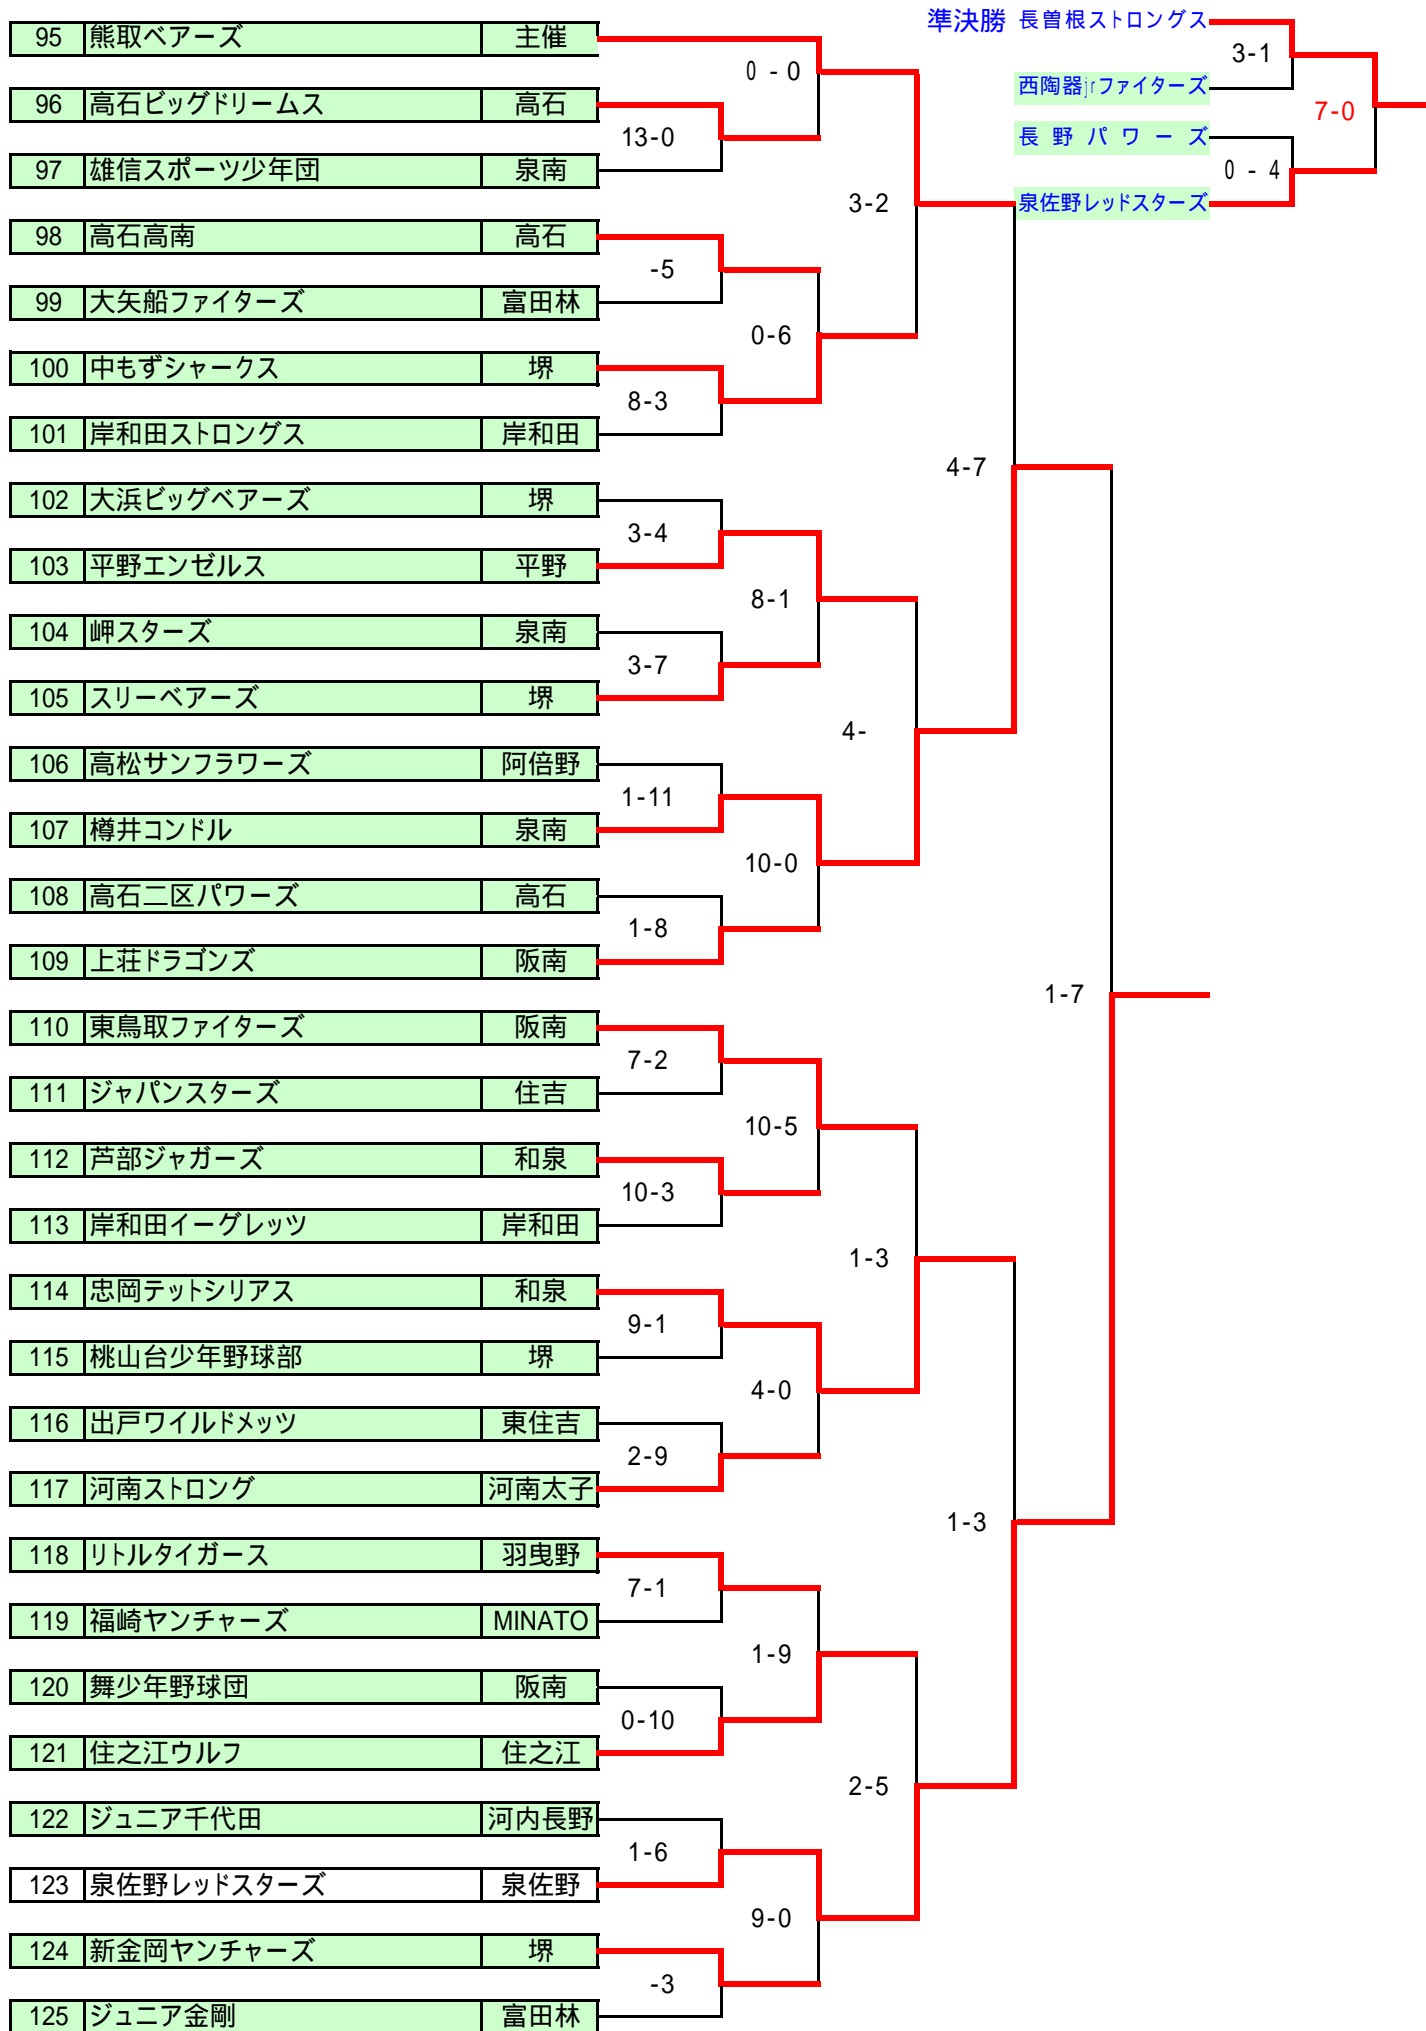 準決勝 長曽根ストロングス
3-1
西陶器jrファイターズ
7-0
長野パワーズ
0 - 4
泉佐野レッドスターズ
95 熊取ベアーズ 主催
0 - 0
96 高石ビッグドリームス 高石
13-0
97 雄信スポーツ少年団 泉南
3-2
98 高石高南 高石
-5
99 大矢船ファイターズ 富田林
0-6
100 中もずシャークス 堺
8-3
101 岸和田ストロングス 岸和田
4-7
102 大浜ビッグベアーズ 堺
3-4
103 平野エンゼルス 平野
8-1
104 岬スターズ 泉南
3-7
105 スリーベアーズ 堺
4-
106 高松サンフラワーズ 阿倍野
1-11
107 樽井コンドル 泉南
10-0
108 高石二区パワーズ 高石
1-8
109 上荘ドラゴンズ 阪南
1-7
110 東鳥取ファイターズ 阪南
7-2
111 ジャパンスターズ 住吉
10-5
112 芦部ジャガーズ 和泉
10-3
113 岸和田イーグレッツ 岸和田
1-3
114 忠岡テットシリアス 和泉
9-1
115 桃山台少年野球部 堺
4-0
116 出戸ワイルドメッツ 東住吉
2-9
117 河南ストロング 河南太子
1-3
118 リトルタイガース 羽曳野
7-1
119 福崎ヤンチャーズ MINATO
1-9
120 舞少年野球団 阪南
0-10
121 住之江ウルフ 住之江
2-5
122 ジュニア千代田 河内長野
1-6
123 泉佐野レッドスターズ 泉佐野
9-0
124 新金岡ヤンチャーズ 堺
-3
125 ジュニア金剛 富田林